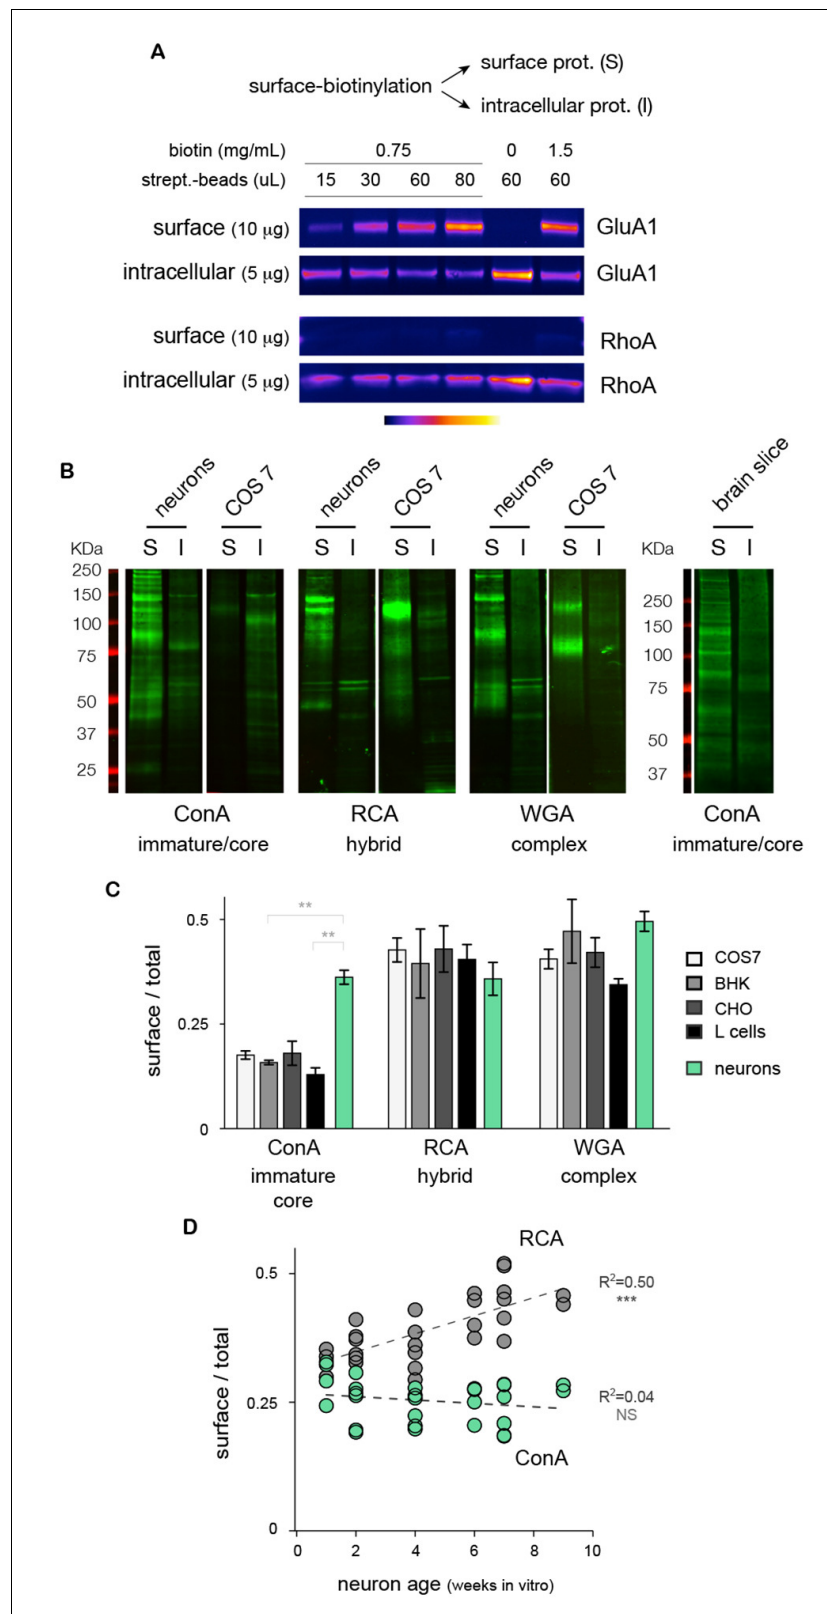 A
surface-biotinylation
surface prot. (S)
intracellular prot. (I)
biotin (mg/mL) 0.75 0 1.5
strept.-beads (uL) 15 30 60 80 60 60
surface (10 µg) GluA1
intracellular (5 µg) GluA1
surface (10 µg) RhoA
intracellular (5 µg) RhoA
B
neurons COS 7 neurons COS 7 neurons COS 7 brain slice
KDa S I S I S I S I S I S I KDa S I
250
150
100
75
50
37
25
250
150
100
75
50
37
ConA RCA WGA ConA
immature/core hybrid complex immature/core
C
surface / total
0.5
0.25
0
** 
**
COS7
BHK
CHO
L cells
neurons
ConA RCA WGA
immature hybrid complex
core
D
RCA
surface / total
0.5
0.25
0
R²=0.50
***
R²=0.04
NS
ConA
0 2 4 6 8 10
neuron age (weeks in vitro)